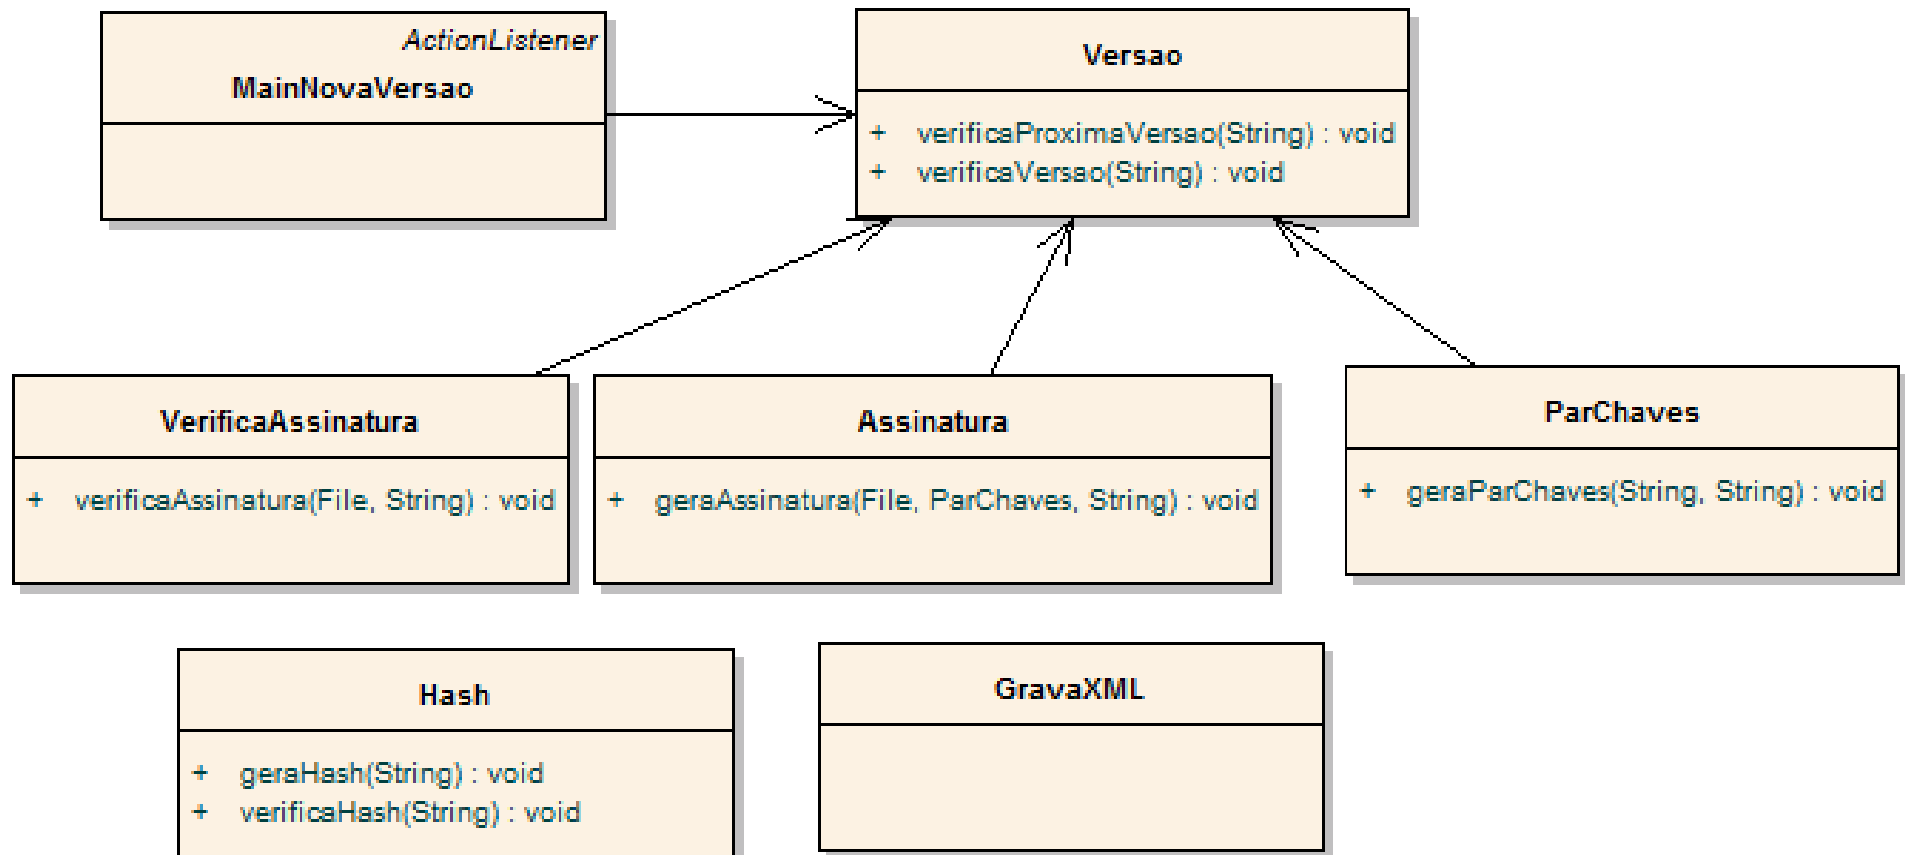 ActionListener
MainNovaVersao
Versao
+ verificaProximaVersao(String) : void
+ verificaVersao(String) : void
VerificaAssinatura
+ verificaAssinatura(File, String) : void
Assinatura
+ geraAssinatura(File, ParChaves, String) : void
ParChaves
+ geraParChaves(String, String) : void
Hash
+ geraHash(String) : void
+ verificaHash(String) : void
GravaXML